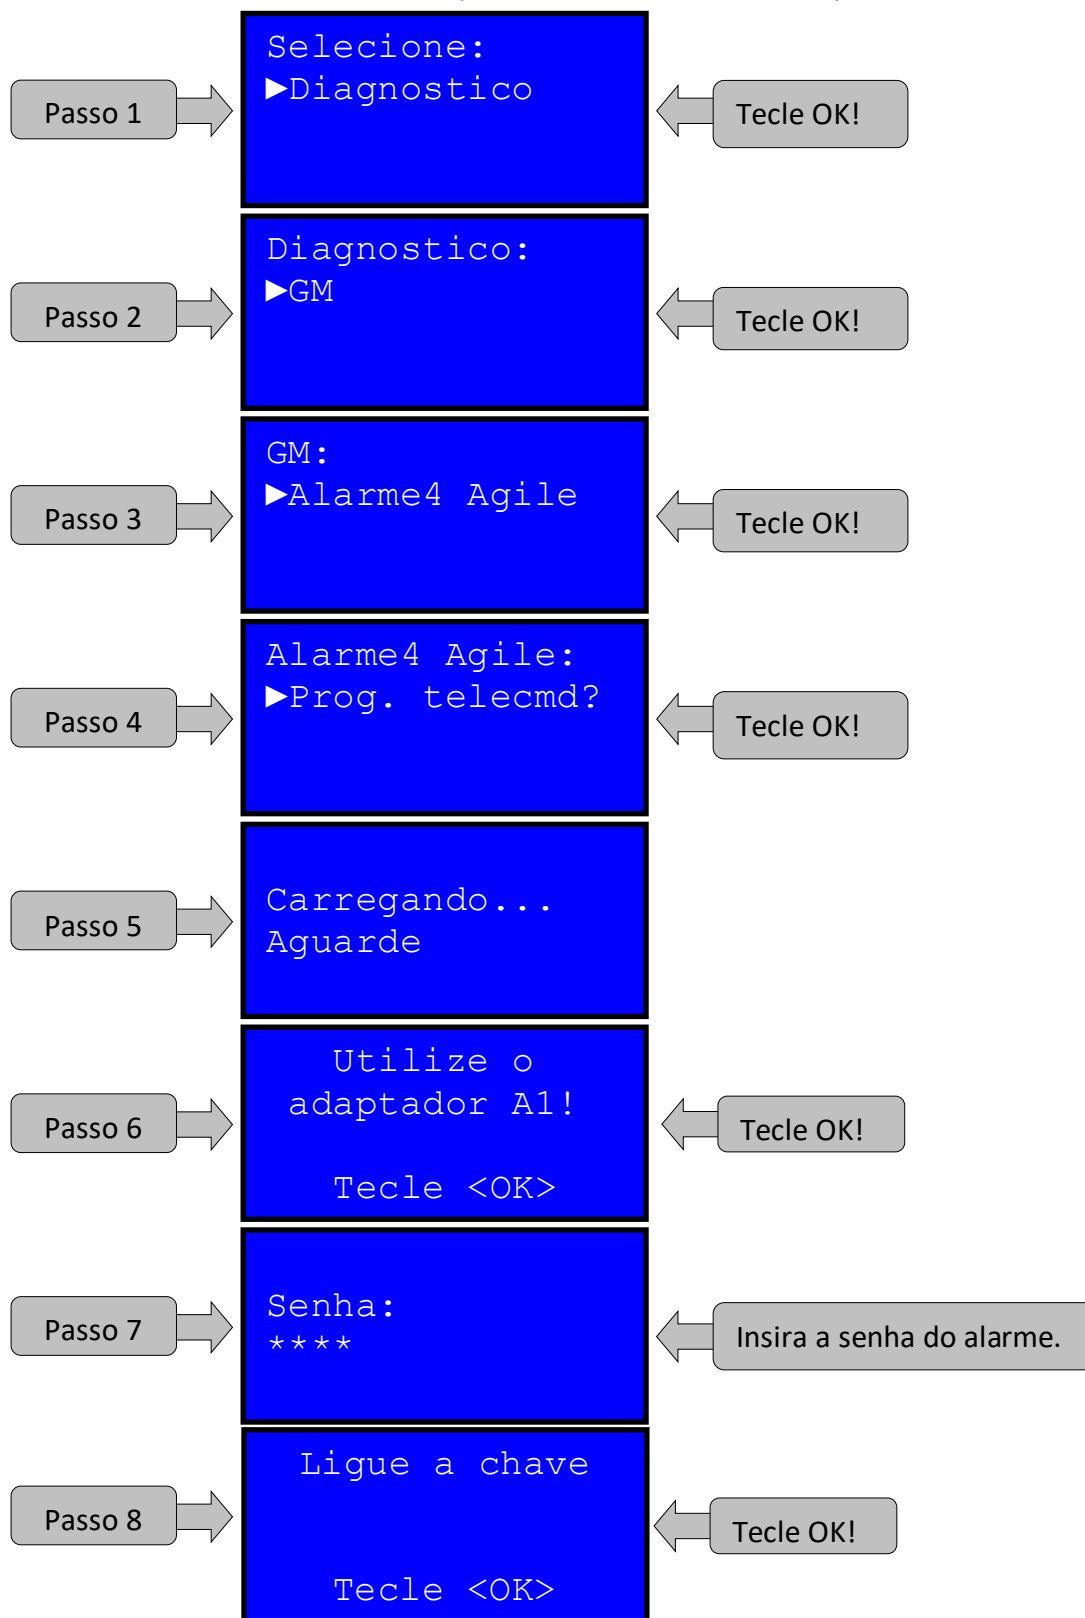 Selecione:
►Diagnostico
Passo 1
Tecle OK!
Diagnostico:
►GM
Passo 2
Tecle OK!
GM:
►Alarme4 Agile
Passo 3
Tecle OK!
Alarme4 Agile:
►Prog. telecmd?
Passo 4
Tecle OK!
Carregando...
Aguarde
Passo 5
Utilize o
adaptador A1!
Tecle <OK>
Passo 6
Tecle OK!
Senha:
****
Passo 7
Insira a senha do alarme.
Ligue a chave
Tecle <OK>
Passo 8
Tecle OK!